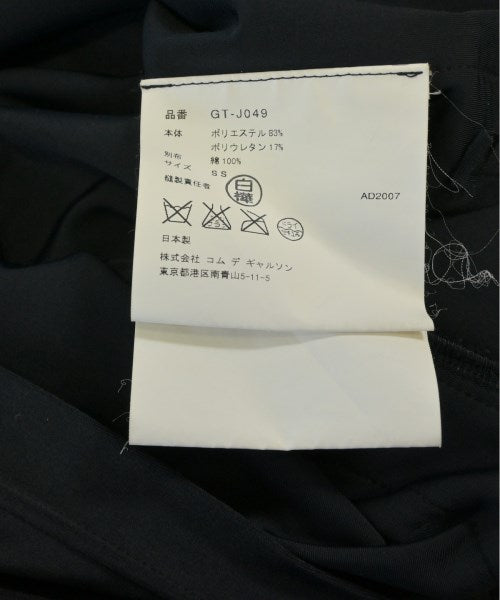 品番 GT-J049
本体 ポリエステル 83%
ポリウレタン 17%
別布 綿 100%
サイズ SS
縫製責任者 白 AD2007
ドライ
日本製
株式会社 コム デ ギャルソン
東京都港区南青山5-11-5